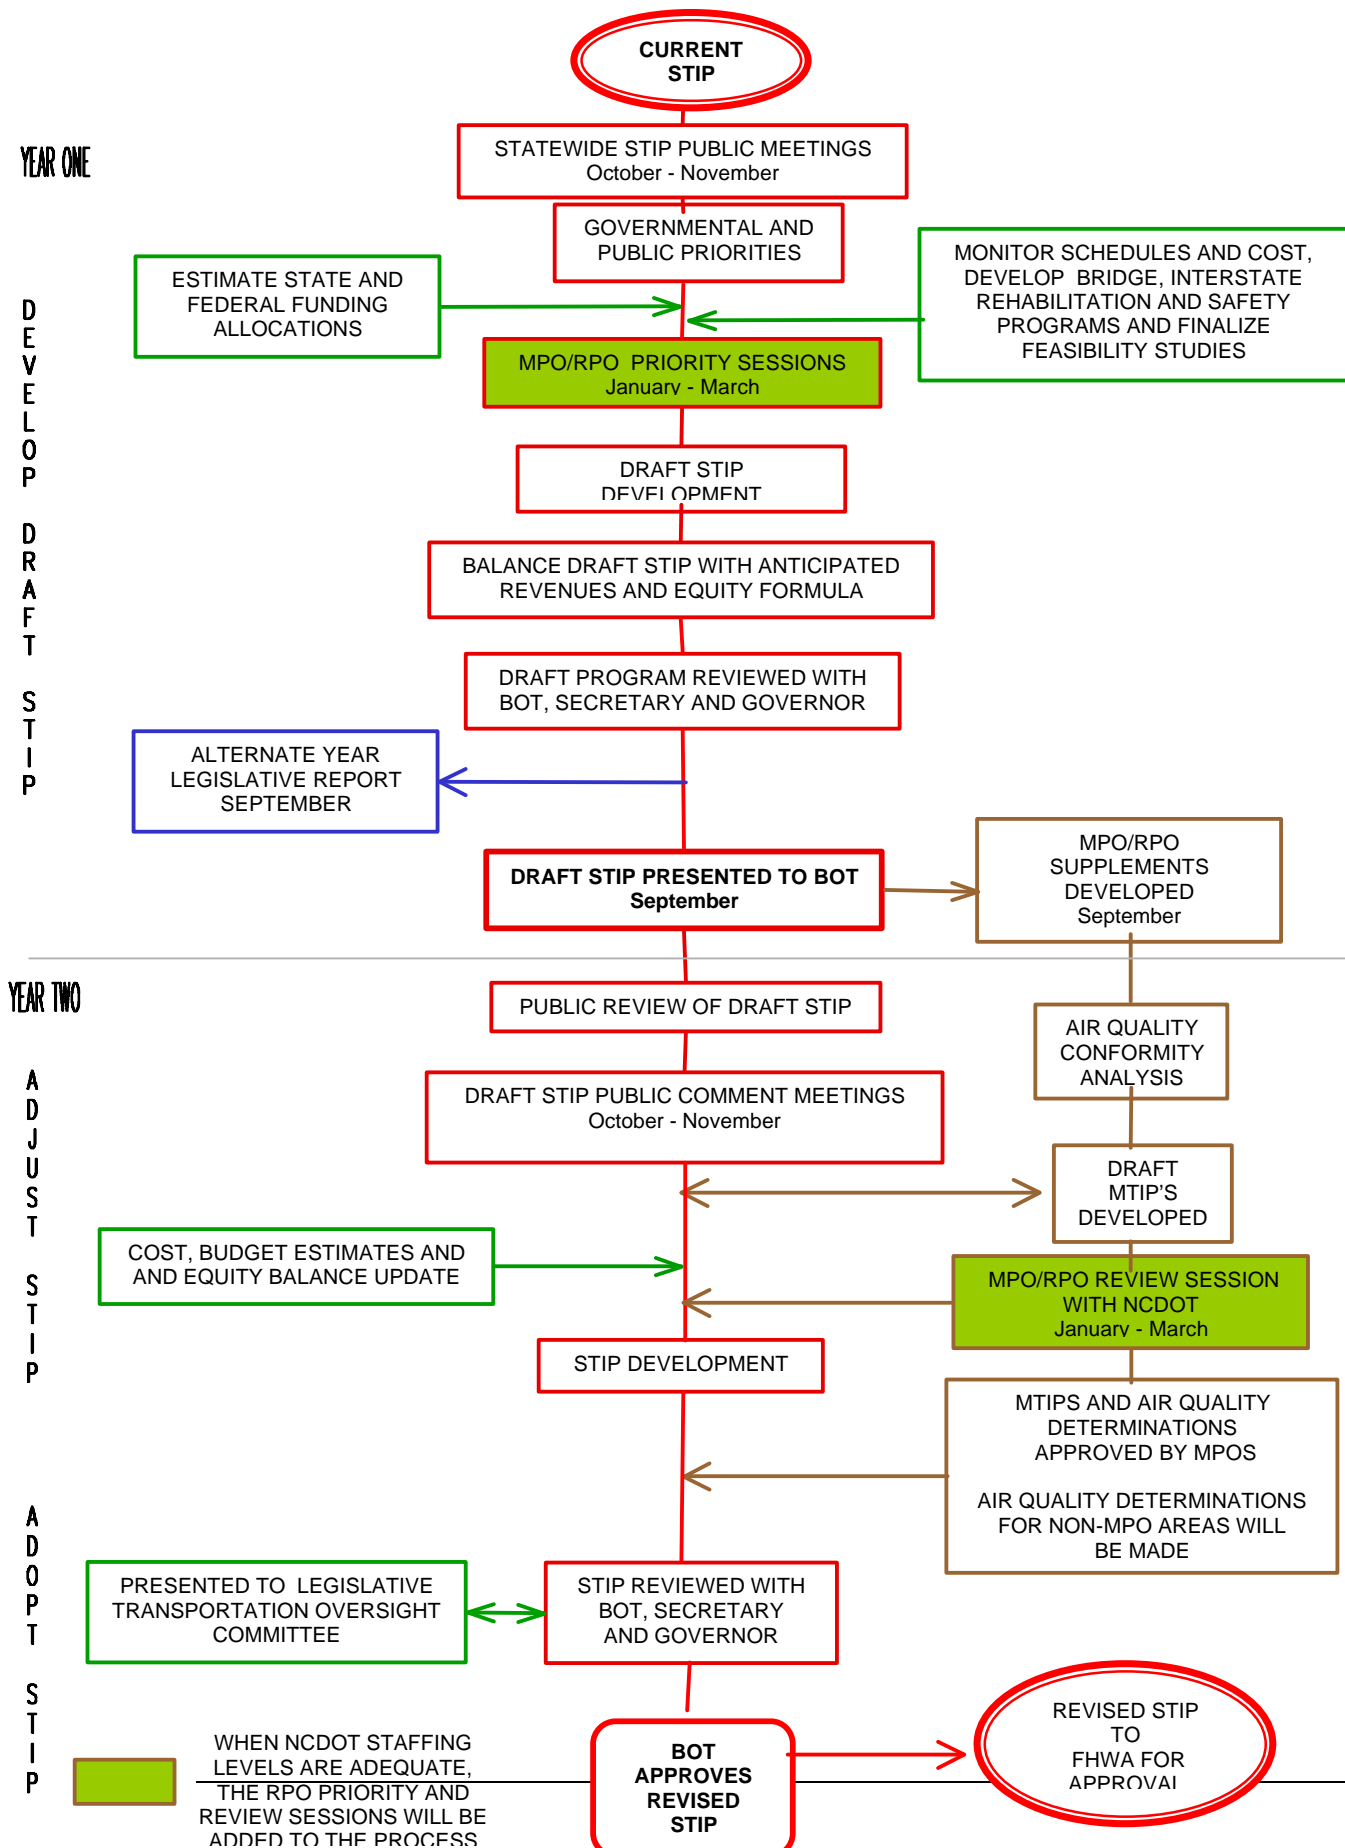 CURRENT
STIP
YEAR ONE
STATEWIDE STIP PUBLIC MEETINGS
October - November
GOVERNMENTAL AND
PUBLIC PRIORITIES
ESTIMATE STATE AND
FEDERAL FUNDING
ALLOCATIONS
MONITOR SCHEDULES AND COST,
DEVELOP BRIDGE, INTERSTATE
REHABILITATION AND SAFETY
PROGRAMS AND FINALIZE
FEASIBILITY STUDIES
DEVELOP DRAFT STIP
MPO/RPO PRIORITY SESSIONS
January - March
DRAFT STIP
DEVELOPMENT
BALANCE DRAFT STIP WITH ANTICIPATED
REVENUES AND EQUITY FORMULA
DRAFT PROGRAM REVIEWED WITH
BOT, SECRETARY AND GOVERNOR
ALTERNATE YEAR
LEGISLATIVE REPORT
SEPTEMBER
DRAFT STIP PRESENTED TO BOT
September
MPO/RPO
SUPPLEMENTS
DEVELOPED
September
YEAR TWO
PUBLIC REVIEW OF DRAFT STIP
AIR QUALITY
CONFORMITY
ANALYSIS
ADJUST STIP
DRAFT STIP PUBLIC COMMENT MEETINGS
October - November
DRAFT
MTIP'S
DEVELOPED
COST, BUDGET ESTIMATES AND
AND EQUITY BALANCE UPDATE
MPO/RPO REVIEW SESSION
WITH NCDOT
January - March
STIP DEVELOPMENT
MTIPS AND AIR QUALITY
DETERMINATIONS
APPROVED BY MPOS
AIR QUALITY DETERMINATIONS
FOR NON-MPO AREAS WILL
BE MADE
ADOPT STIP
PRESENTED TO LEGISLATIVE
TRANSPORTATION OVERSIGHT
COMMITTEE
STIP REVIEWED WITH
BOT, SECRETARY
AND GOVERNOR
REVISED STIP
TO
FHWA FOR
APPROVAL
BOT
APPROVES
REVISED
STIP
WHEN NCDOT STAFFING
LEVELS ARE ADEQUATE,
THE RPO PRIORITY AND
REVIEW SESSIONS WILL BE
ADDED TO THE PROCESS